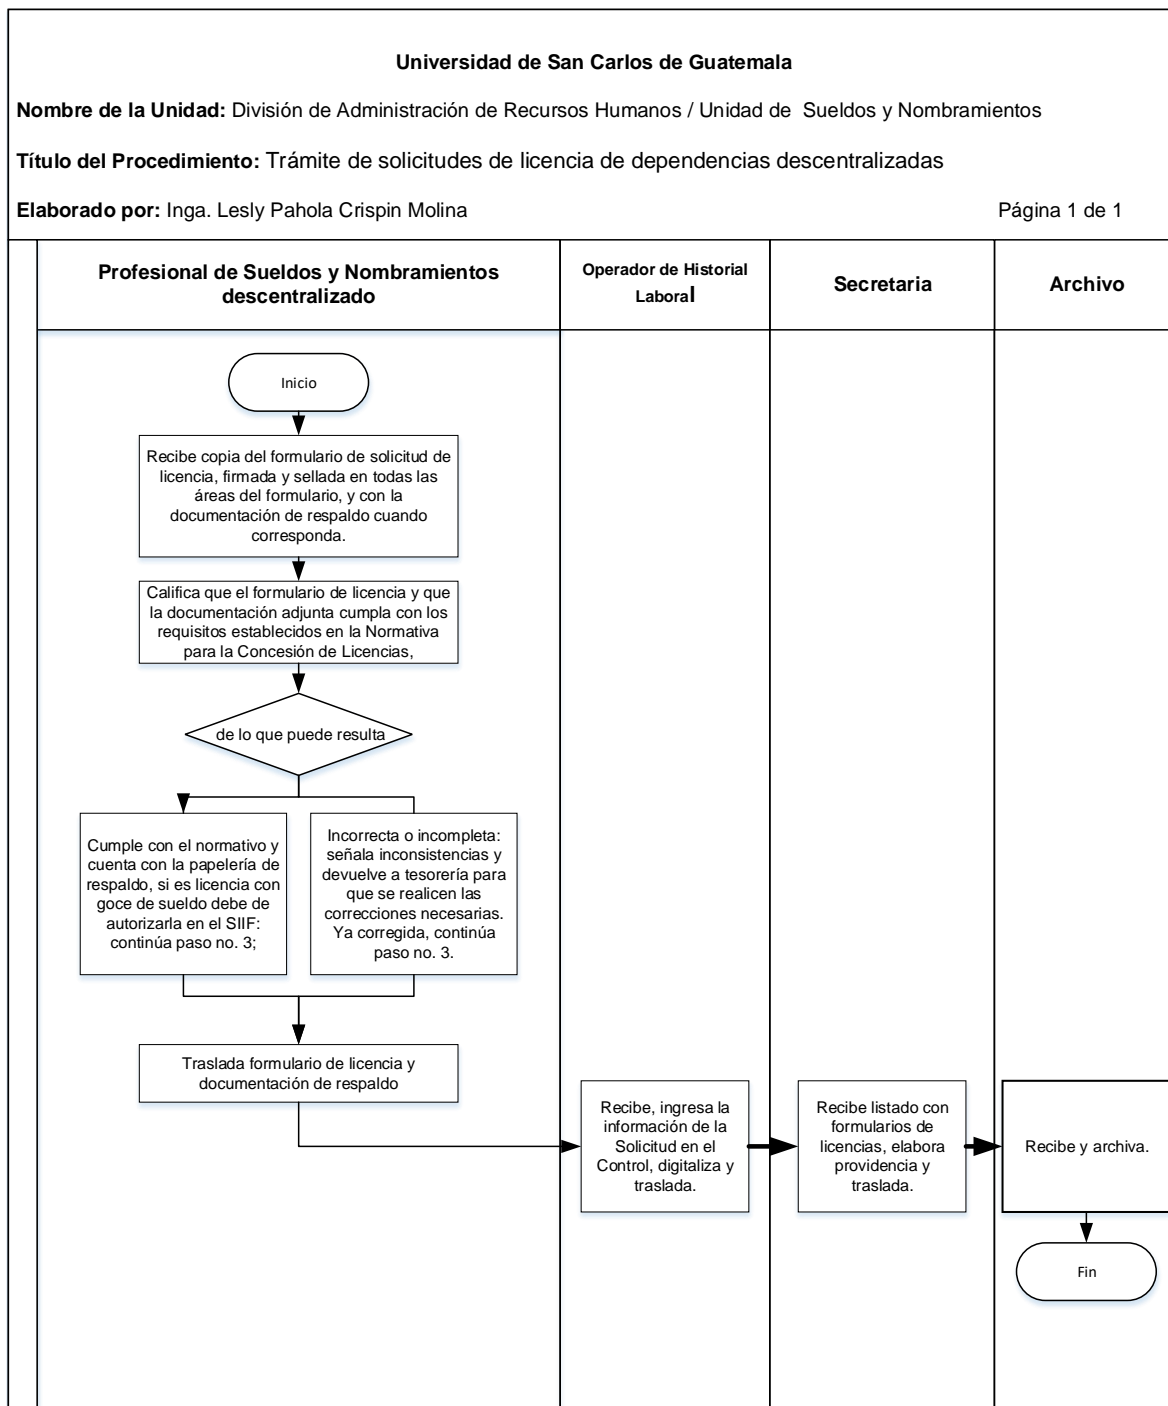 Universidad de San Carlos de Guatemala
Nombre de la Unidad: División de Administración de Recursos Humanos / Unidad de  Sueldos y Nombramientos
Título del Procedimiento: Trámite de solicitudes de licencia de dependencias descentralizadas
Elaborado por: Inga. Lesly Pahola Crispin Molina
Página 1 de 1
Profesional de Sueldos y Nombramientos
descentralizado
Operador de Historial
Laboral
Secretaria
Archivo
Inicio
Recibe copia del formulario de solicitud de
licencia, firmada y sellada en todas las
áreas del formulario, y con la
documentación de respaldo cuando
corresponda.
Califica que el formulario de licencia y que
la documentación adjunta cumpla con los
requisitos establecidos en la Normativa
para la Concesión de Licencias,
de lo que puede resulta
Cumple con el normativo y
cuenta con la papelería de
respaldo, si es licencia con
goce de sueldo debe de
autorizarla en el SIIF:
continúa paso no. 3;
Incorrecta o incompleta:
señala inconsistencias y
devuelve a tesorería para
que se realicen las
correcciones necesarias.
Ya corregida, continúa
paso no. 3.
Traslada formulario de licencia y
documentación de respaldo
Recibe, ingresa la
información de la
Solicitud en el
Control, digitaliza y
traslada.
Recibe listado con
formularios de
licencias, elabora
providencia y
traslada.
Recibe y archiva.
Fin